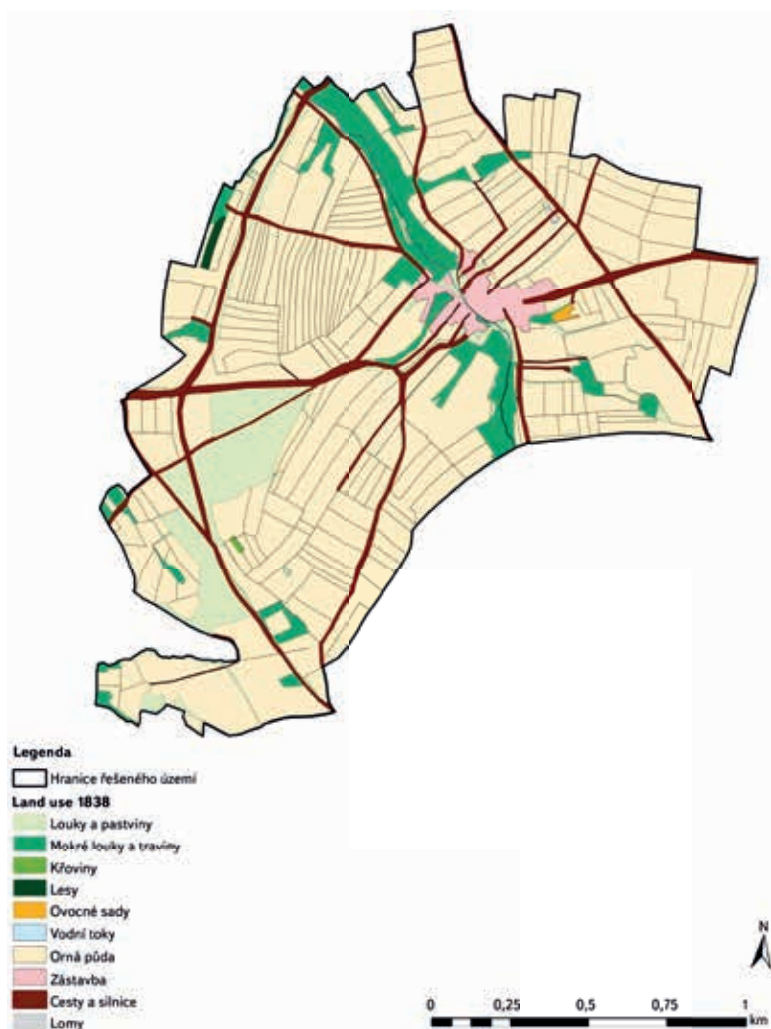 Legenda
Hranice řešeného území
Land use 1838
Louky a pastviny
Mokré louky a traviny
Křoviny
Lesy
Ovocné sady
Vodní toky
Orná půda
Zástavba
Cesty a silnice
Lomy
N
0 0,25 0,5 0,75 1
km